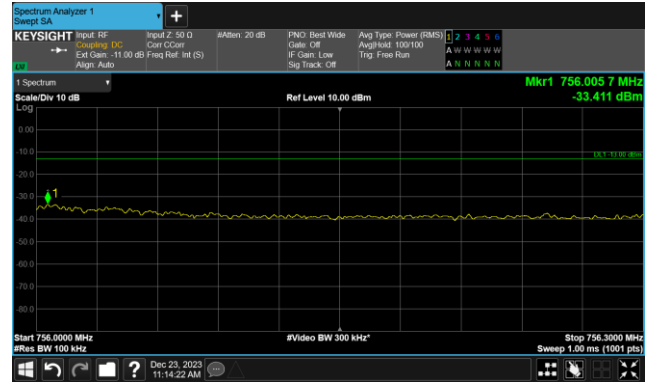 Spectrum Analyzer 1
Swept SA
+
KEYSIGHT Input: RF Input Z: 50 Ω #Atten: 20 dB PNO: Best Wide Avg Type: Power (RMS) 1 2 3 4 5 6
Coupling: DC Corr CCorr Gate: Off Avg|Hold: 100/100 A W W W W W
Ext Gain: -11.00 dB Freq Ref: Int (S) IF Gain: Low Trig: Free Run
Align: Auto Sig Track: Off A N N N N N
1 Spectrum Mkr1 756.005 7 MHz
Scale/Div 10 dB Ref Level 10.00 dBm -33.411 dBm
Log
0.00
-10.0
DL1 -13.00 dBm
-20.0
-30.0
1
-40.0
-50.0
-60.0
-70.0
-80.0
Start 756.0000 MHz #Video BW 300 kHz* Stop 756.3000 MHz
#Res BW 100 kHz Sweep 1.00 ms (1001 pts)
? Dec 23, 2023
11:14:22 AM